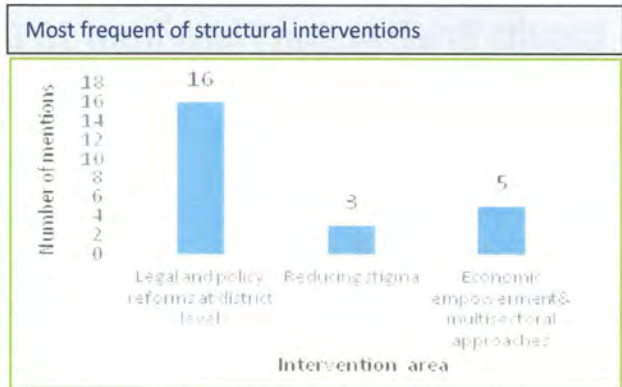 Most frequent of structural interventions
Number of mentions
18
16
14
12
10
8
6
4
2
0
16
3
5
Legal and policy
reforms at district
levels
Reducing stigma
Economic
empowerment&
multisectoral
approaches
Intervention area